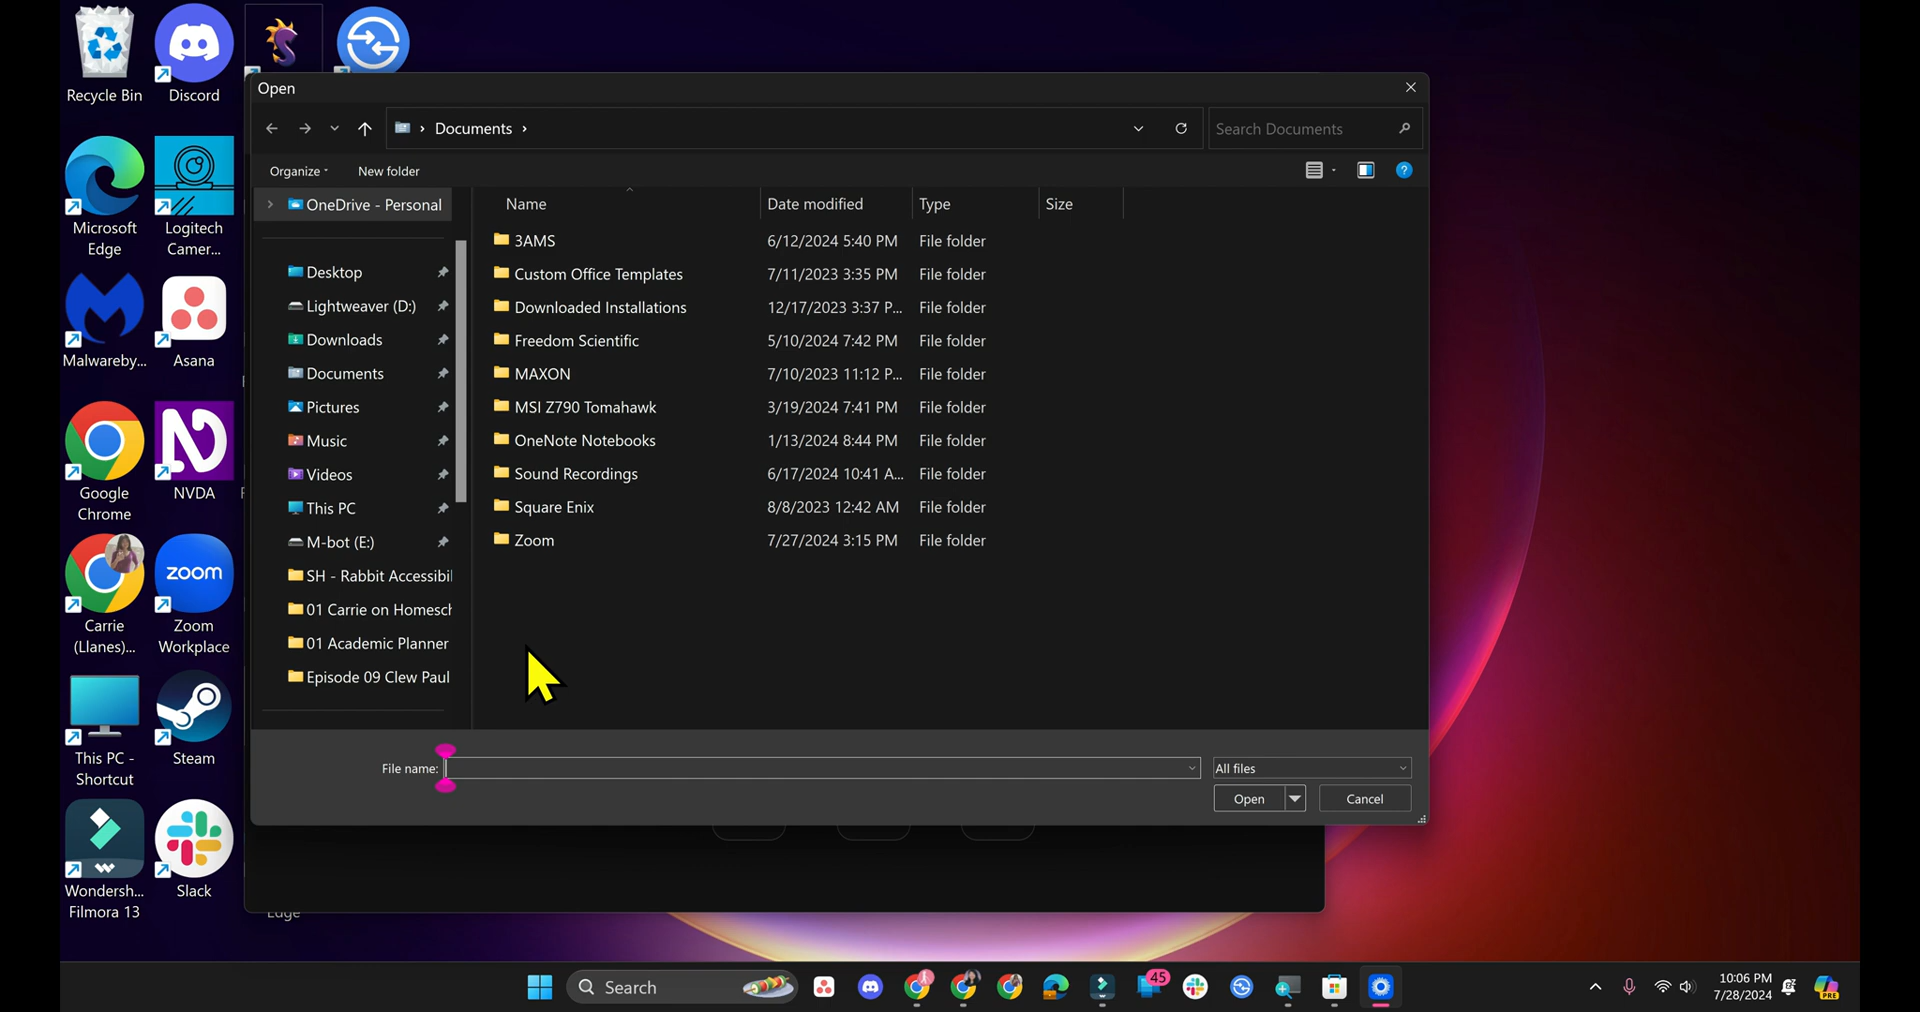 Recycle Bin
Discord
Microsoft
Edge
Logitech
Camer...
Malwareby...
Asana
Google
Chrome
NVDA
Carrie
(Llanes)...
zoom
Zoom
Workplace
This PC -
Shortcut
Steam
Wondersh...
Filmora 13
Slack
Edge
Open
Documents
Search Documents
Organize
New folder
OneDrive - Personal
Desktop
Lightweaver (D:)
Downloads
Documents
Pictures
Music
Videos
This PC
M-bot (E:)
SH - Rabbit Accessibil
01 Carrie on Homesch
01 Academic Planner
Episode 09 Clew Paul
Name Date modified Type Size
3AMS 6/12/2024 5:40 PM File folder
Custom Office Templates 7/11/2023 3:35 PM File folder
Downloaded Installations 12/17/2023 3:37 P... File folder
Freedom Scientific 5/10/2024 7:42 PM File folder
MAXON 7/10/2023 11:12 P... File folder
MSI Z790 Tomahawk 3/19/2024 7:41 PM File folder
OneNote Notebooks 1/13/2024 8:44 PM File folder
Sound Recordings 6/17/2024 10:41 A... File folder
Square Enix 8/8/2023 12:42 AM File folder
Zoom 7/27/2024 3:15 PM File folder
File name:
All files
Open
Cancel
Search
45
10:06 PM
7/28/2024
PRE